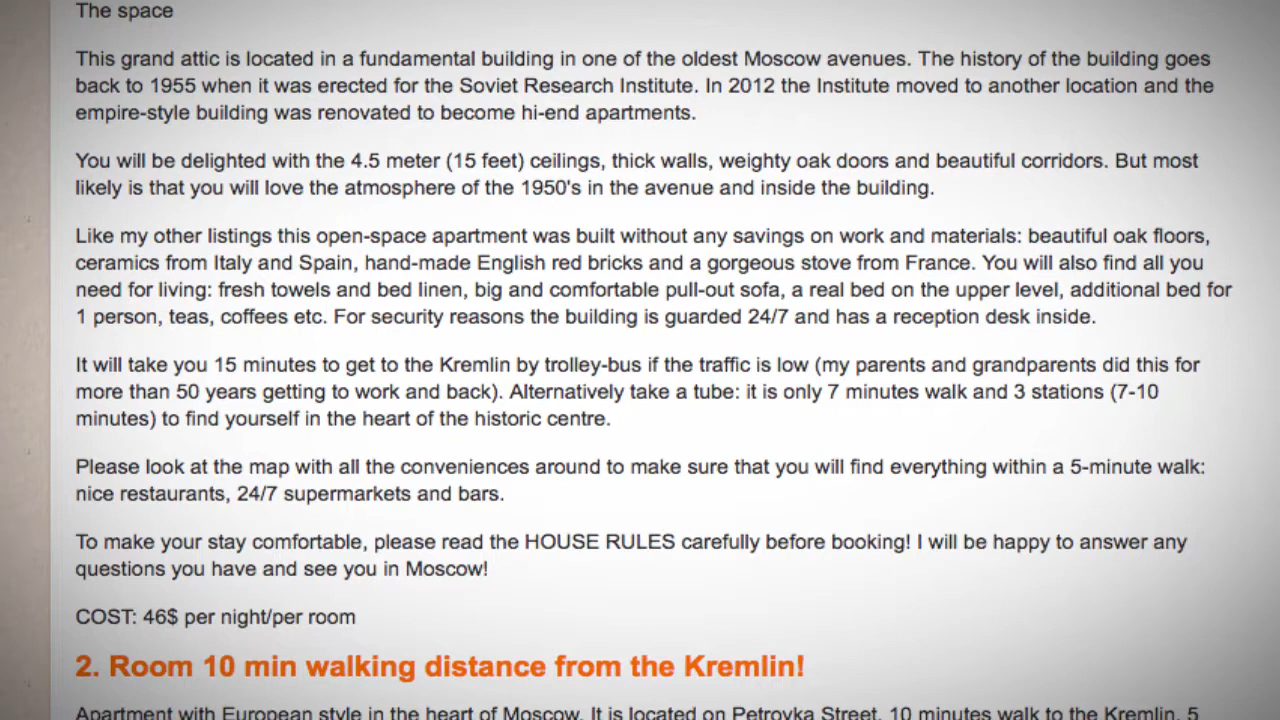 The space
This grand attic is located in a fundamental building in one of the oldest Moscow avenues. The history of the building goes
back to 1955 when it was erected for the Soviet Research Institute. In 2012 the Institute moved to another location and the
empire-style building was renovated to become hi-end apartments.
You will be delighted with the 4.5 meter (15 feet) ceilings, thick walls, weighty oak doors and beautiful corridors. But most
likely is that you will love the atmosphere of the 1950's in the avenue and inside the building.
Like my other listings this open-space apartment was built without any savings on work and materials: beautiful oak floors,
ceramics from Italy and Spain, hand-made English red bricks and a gorgeous stove from France. You will also find all you
need for living: fresh towels and bed linen, big and comfortable pull-out sofa, a real bed on the upper level, additional bed for
1 person, teas, coffees etc. For security reasons the building is guarded 24/7 and has a reception desk inside.
It will take you 15 minutes to get to the Kremlin by trolley-bus if the traffic is low (my parents and grandparents did this for
more than 50 years getting to work and back). Alternatively take a tube: it is only 7 minutes walk and 3 stations (7-10
minutes) to find yourself in the heart of the historic centre.
Please look at the map with all the conveniences around to make sure that you will find everything within a 5-minute walk:
nice restaurants, 24/7 supermarkets and bars.
To make your stay comfortable, please read the HOUSE RULES carefully before booking! I will be happy to answer any
questions you have and see you in Moscow!
COST: 46$ per night/per room
2. Room 10 min walking distance from the Kremlin!
Apartment with European style in the heart of Moscow. It is located on Petrovka Street, 10 minutes walk to the Kremlin, 5